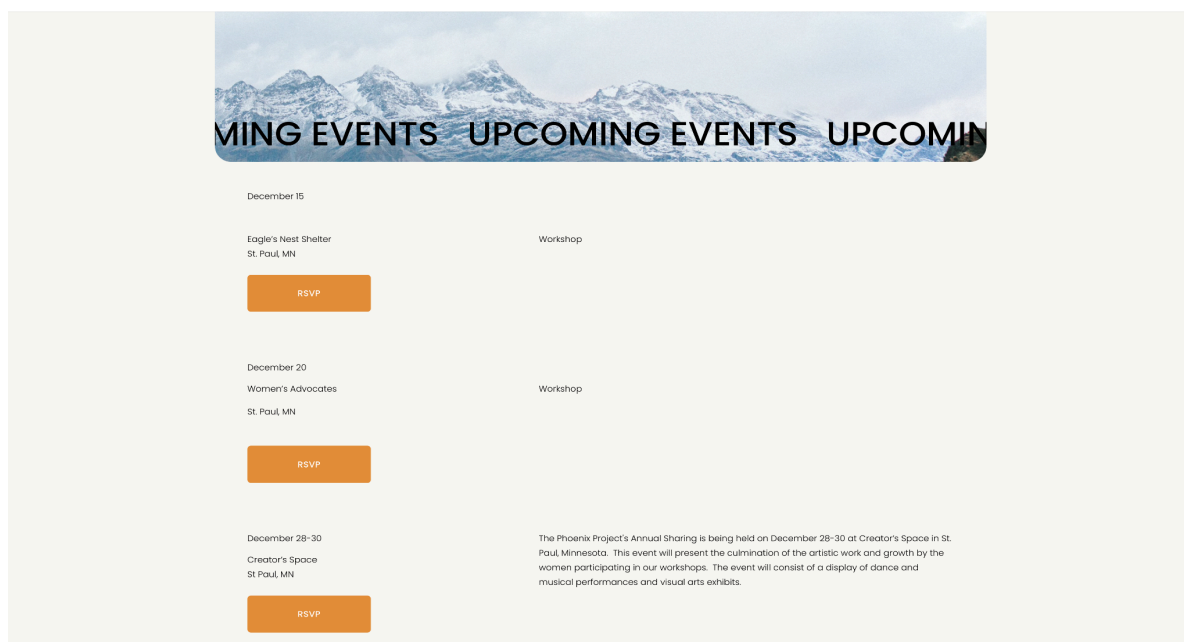 MING EVENTS UPCOMING EVENTS UPCOMIN
December 15
Eagle's Nest Shelter
St. Paul, MN
Workshop
RSVP
December 20
Women's Advocates
St. Paul, MN
Workshop
RSVP
December 28-30
Creator's Space
St Paul, MN
The Phoenix Project's Annual Sharing is being held on December 28-30 at Creator's Space in St.
Paul, Minnesota. This event will present the culmination of the artistic work and growth by the
women participating in our workshops. The event will consist of a display of dance and
musical performances and visual arts exhibits.
RSVP